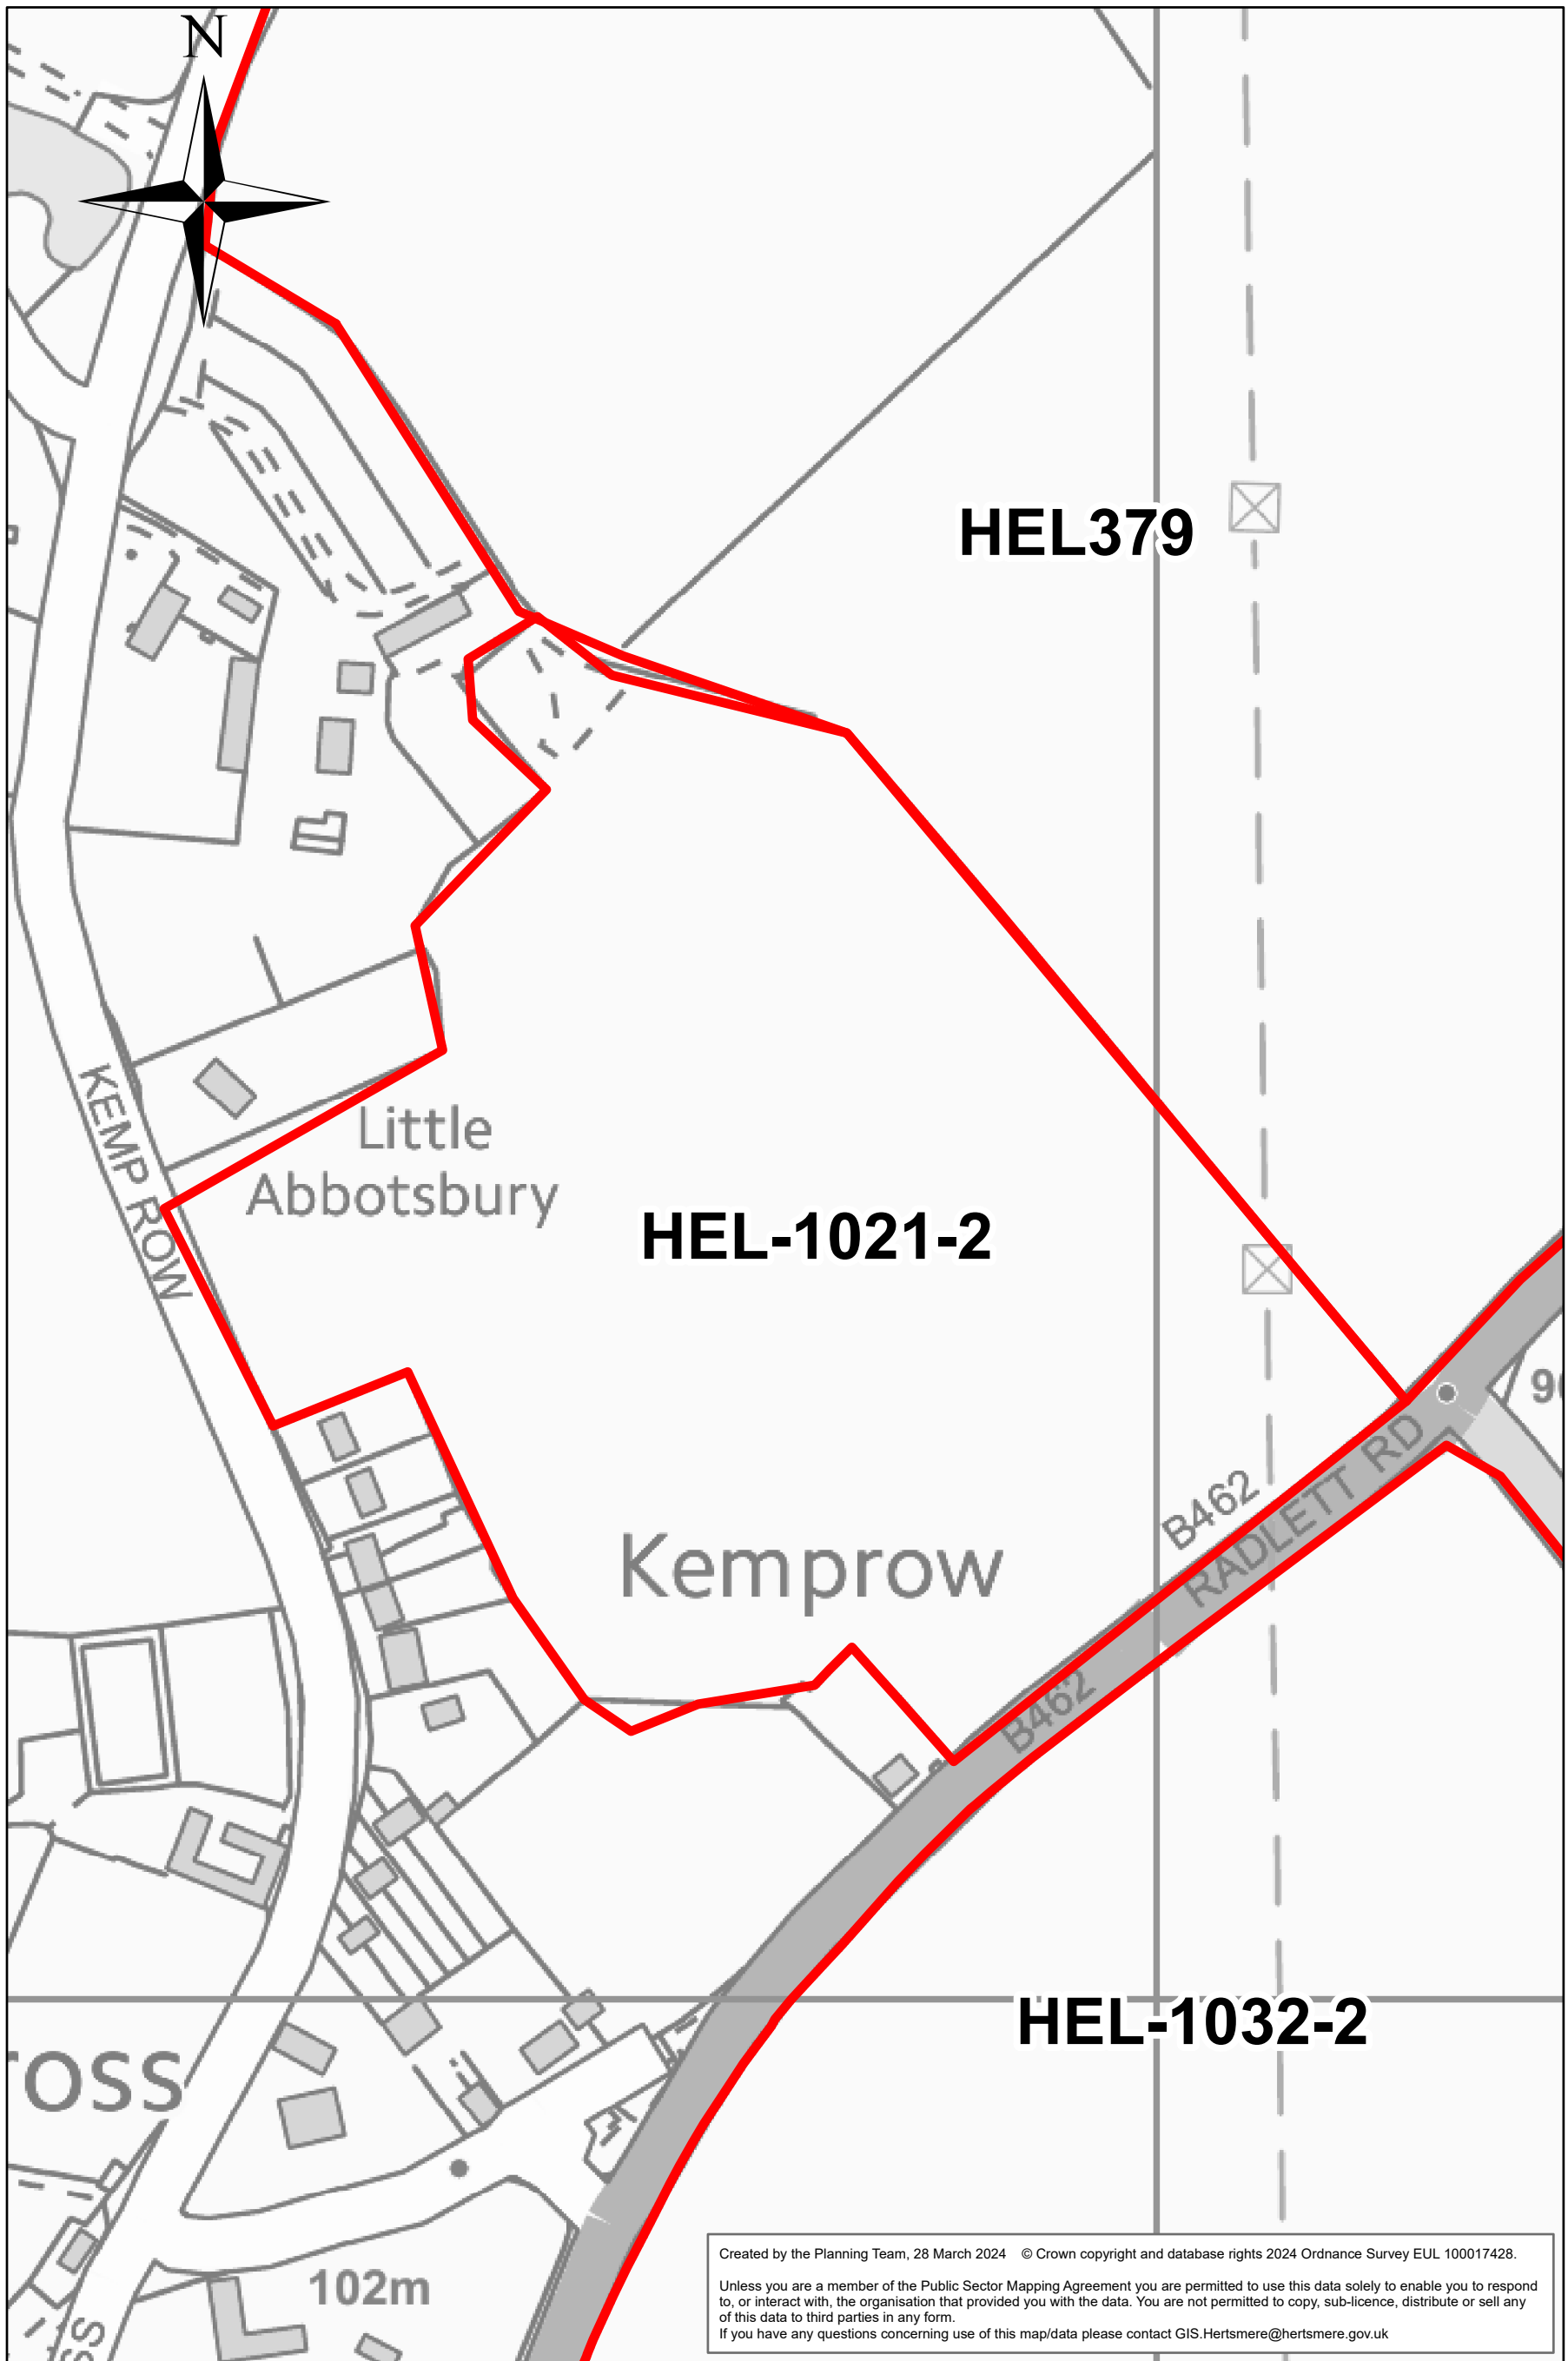 N
HEL379
KEMP ROW
Little
Abbotsbury
HEL-1021-2
B462
RADLETT RD
Kemprow
B462
HEL-1032-2
102m
Created by the Planning Team, 28 March 2024 © Crown copyright and database rights 2024 Ordnance Survey EUL 100017428.
Unless you are a member of the Public Sector Mapping Agreement you are permitted to use this data solely to enable you to respond
to, or interact with, the organisation that provided you with the data. You are not permitted to copy, sub-licence, distribute or sell any
of this data to third parties in any form.
If you have any questions concerning use of this map/data please contact GIS.Hertsmere@hertsmere.gov.uk